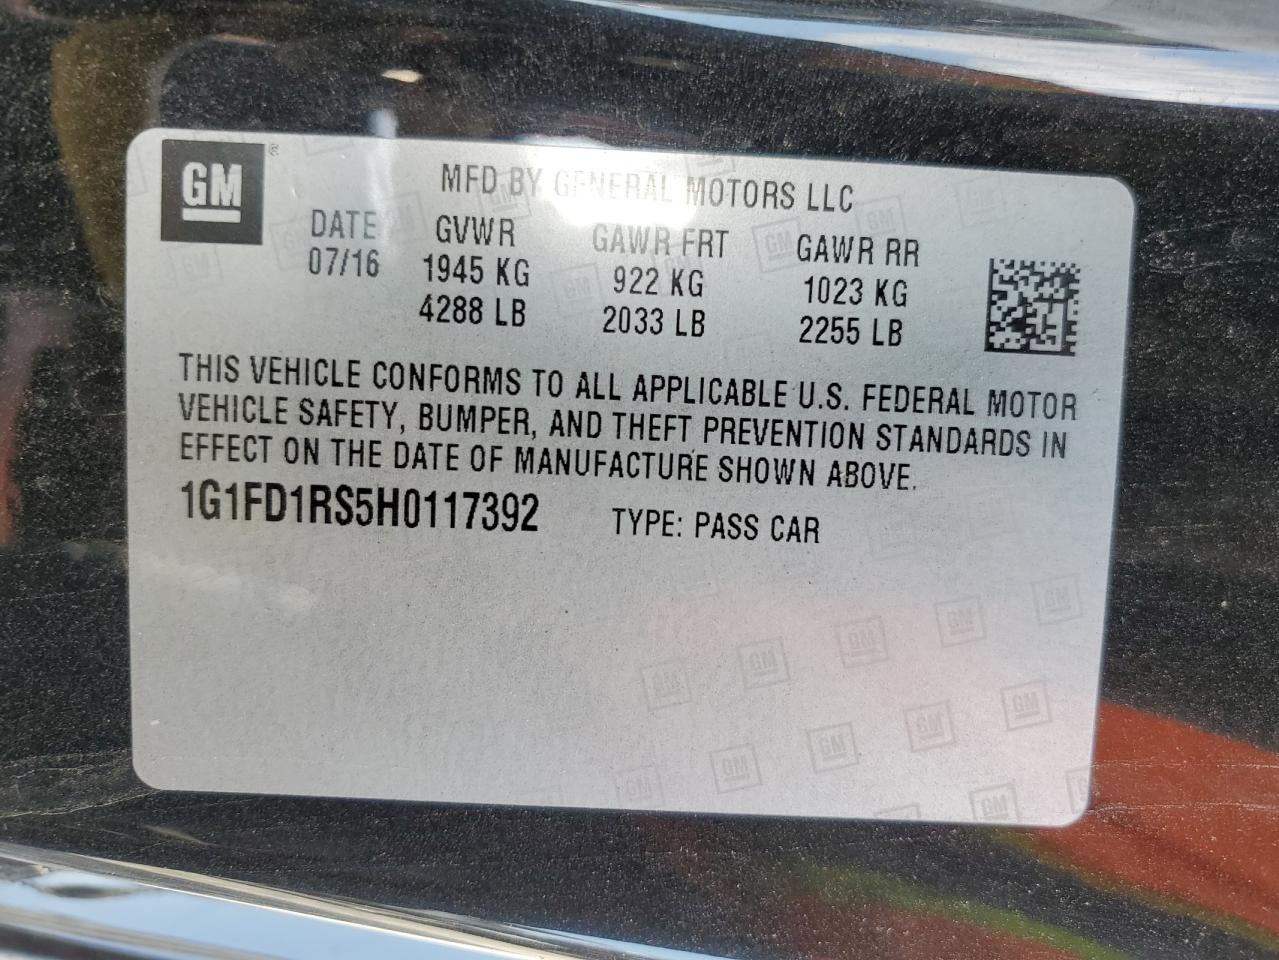 GM ®
MFD BY GENERAL MOTORS LLC
DATE GVWR GAWR FRT GAWR RR
07/16 1945 KG 922 KG 1023 KG
4288 LB 2033 LB 2255 LB
THIS VEHICLE CONFORMS TO ALL APPLICABLE U.S. FEDERAL MOTOR
VEHICLE SAFETY, BUMPER, AND THEFT PREVENTION STANDARDS IN
EFFECT ON THE DATE OF MANUFACTURE SHOWN ABOVE.
1G1FD1RS5H0117392 TYPE: PASS CAR